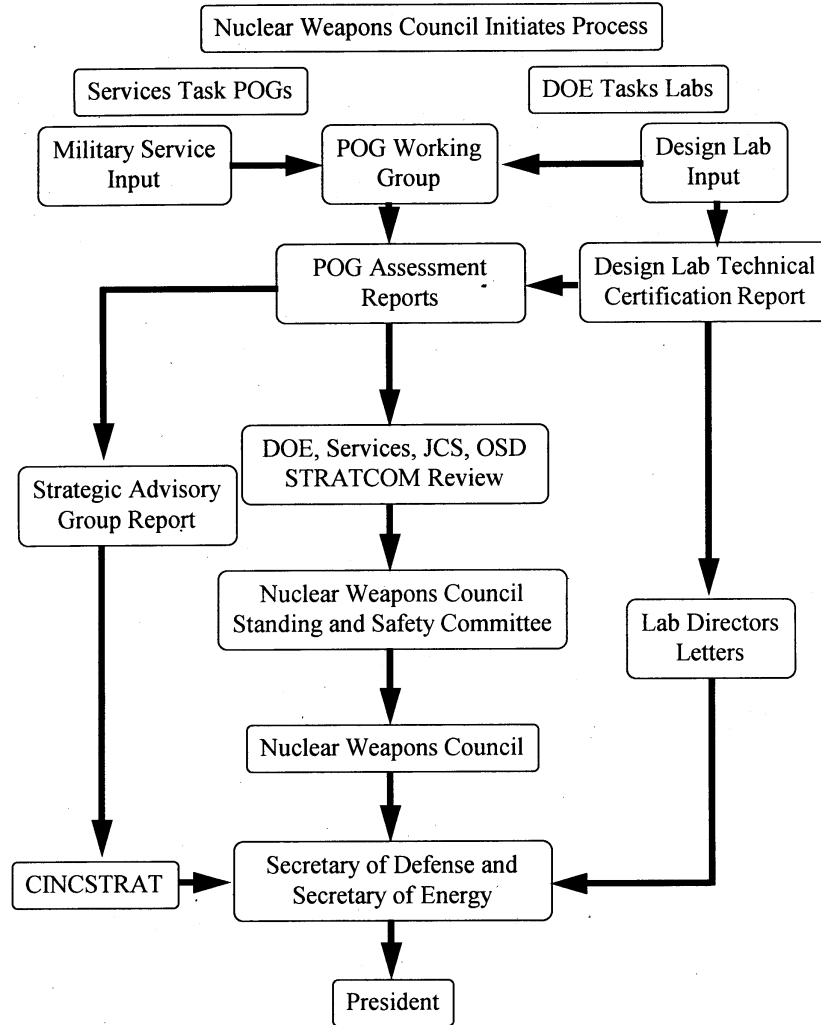 Nuclear Weapons Council Initiates Process
Services Task POGs
DOE Tasks Labs
Military Service
Input
POG Working
Group
Design Lab
Input
POG Assessment
Reports
Design Lab Technical
Certification Report
DOE, Services, JCS, OSD
STRATCOM Review
Strategic Advisory
Group Report
Nuclear Weapons Council
Standing and Safety Committee
Lab Directors
Letters
Nuclear Weapons Council
CINCSTRAT
Secretary of Defense and
Secretary of Energy
President